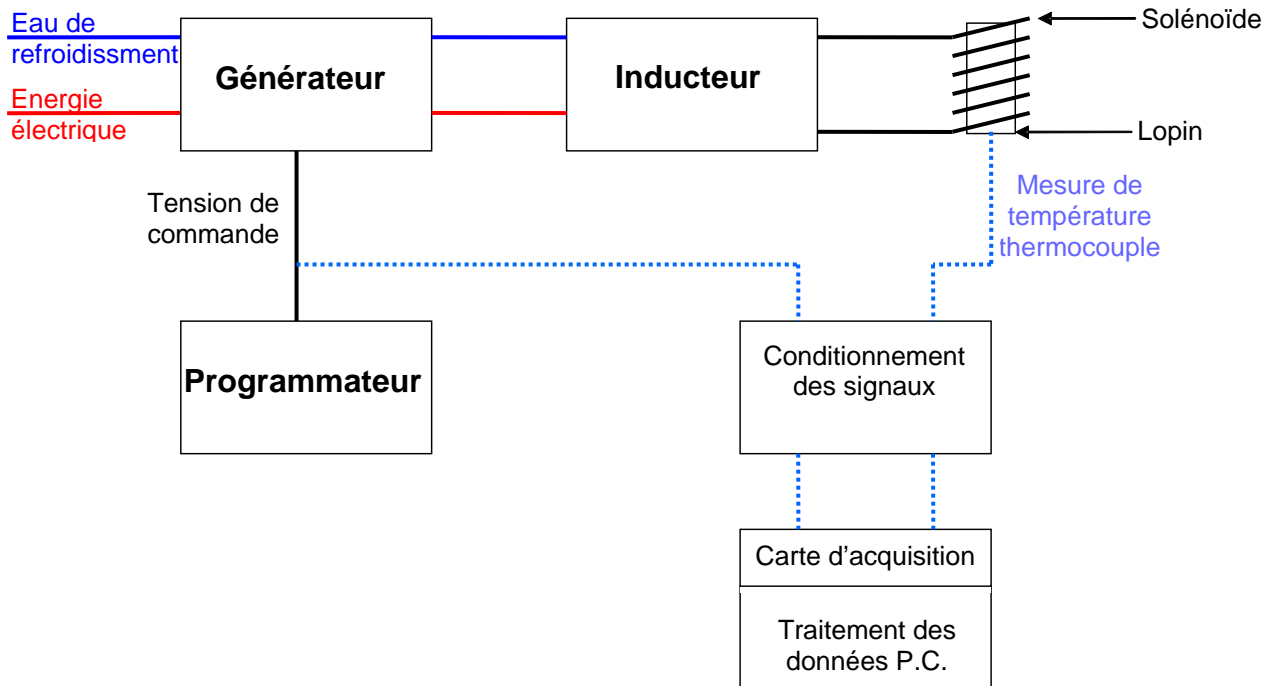 Eau de
refroidissment
Générateur
Inducteur
Solénoïde
Energie
électrique
Lopin
Tension de
commande
Mesure de
température
thermocouple
Programmateur
Conditionnement
des signaux
Carte d'acquisition
Traitement des
données P.C.